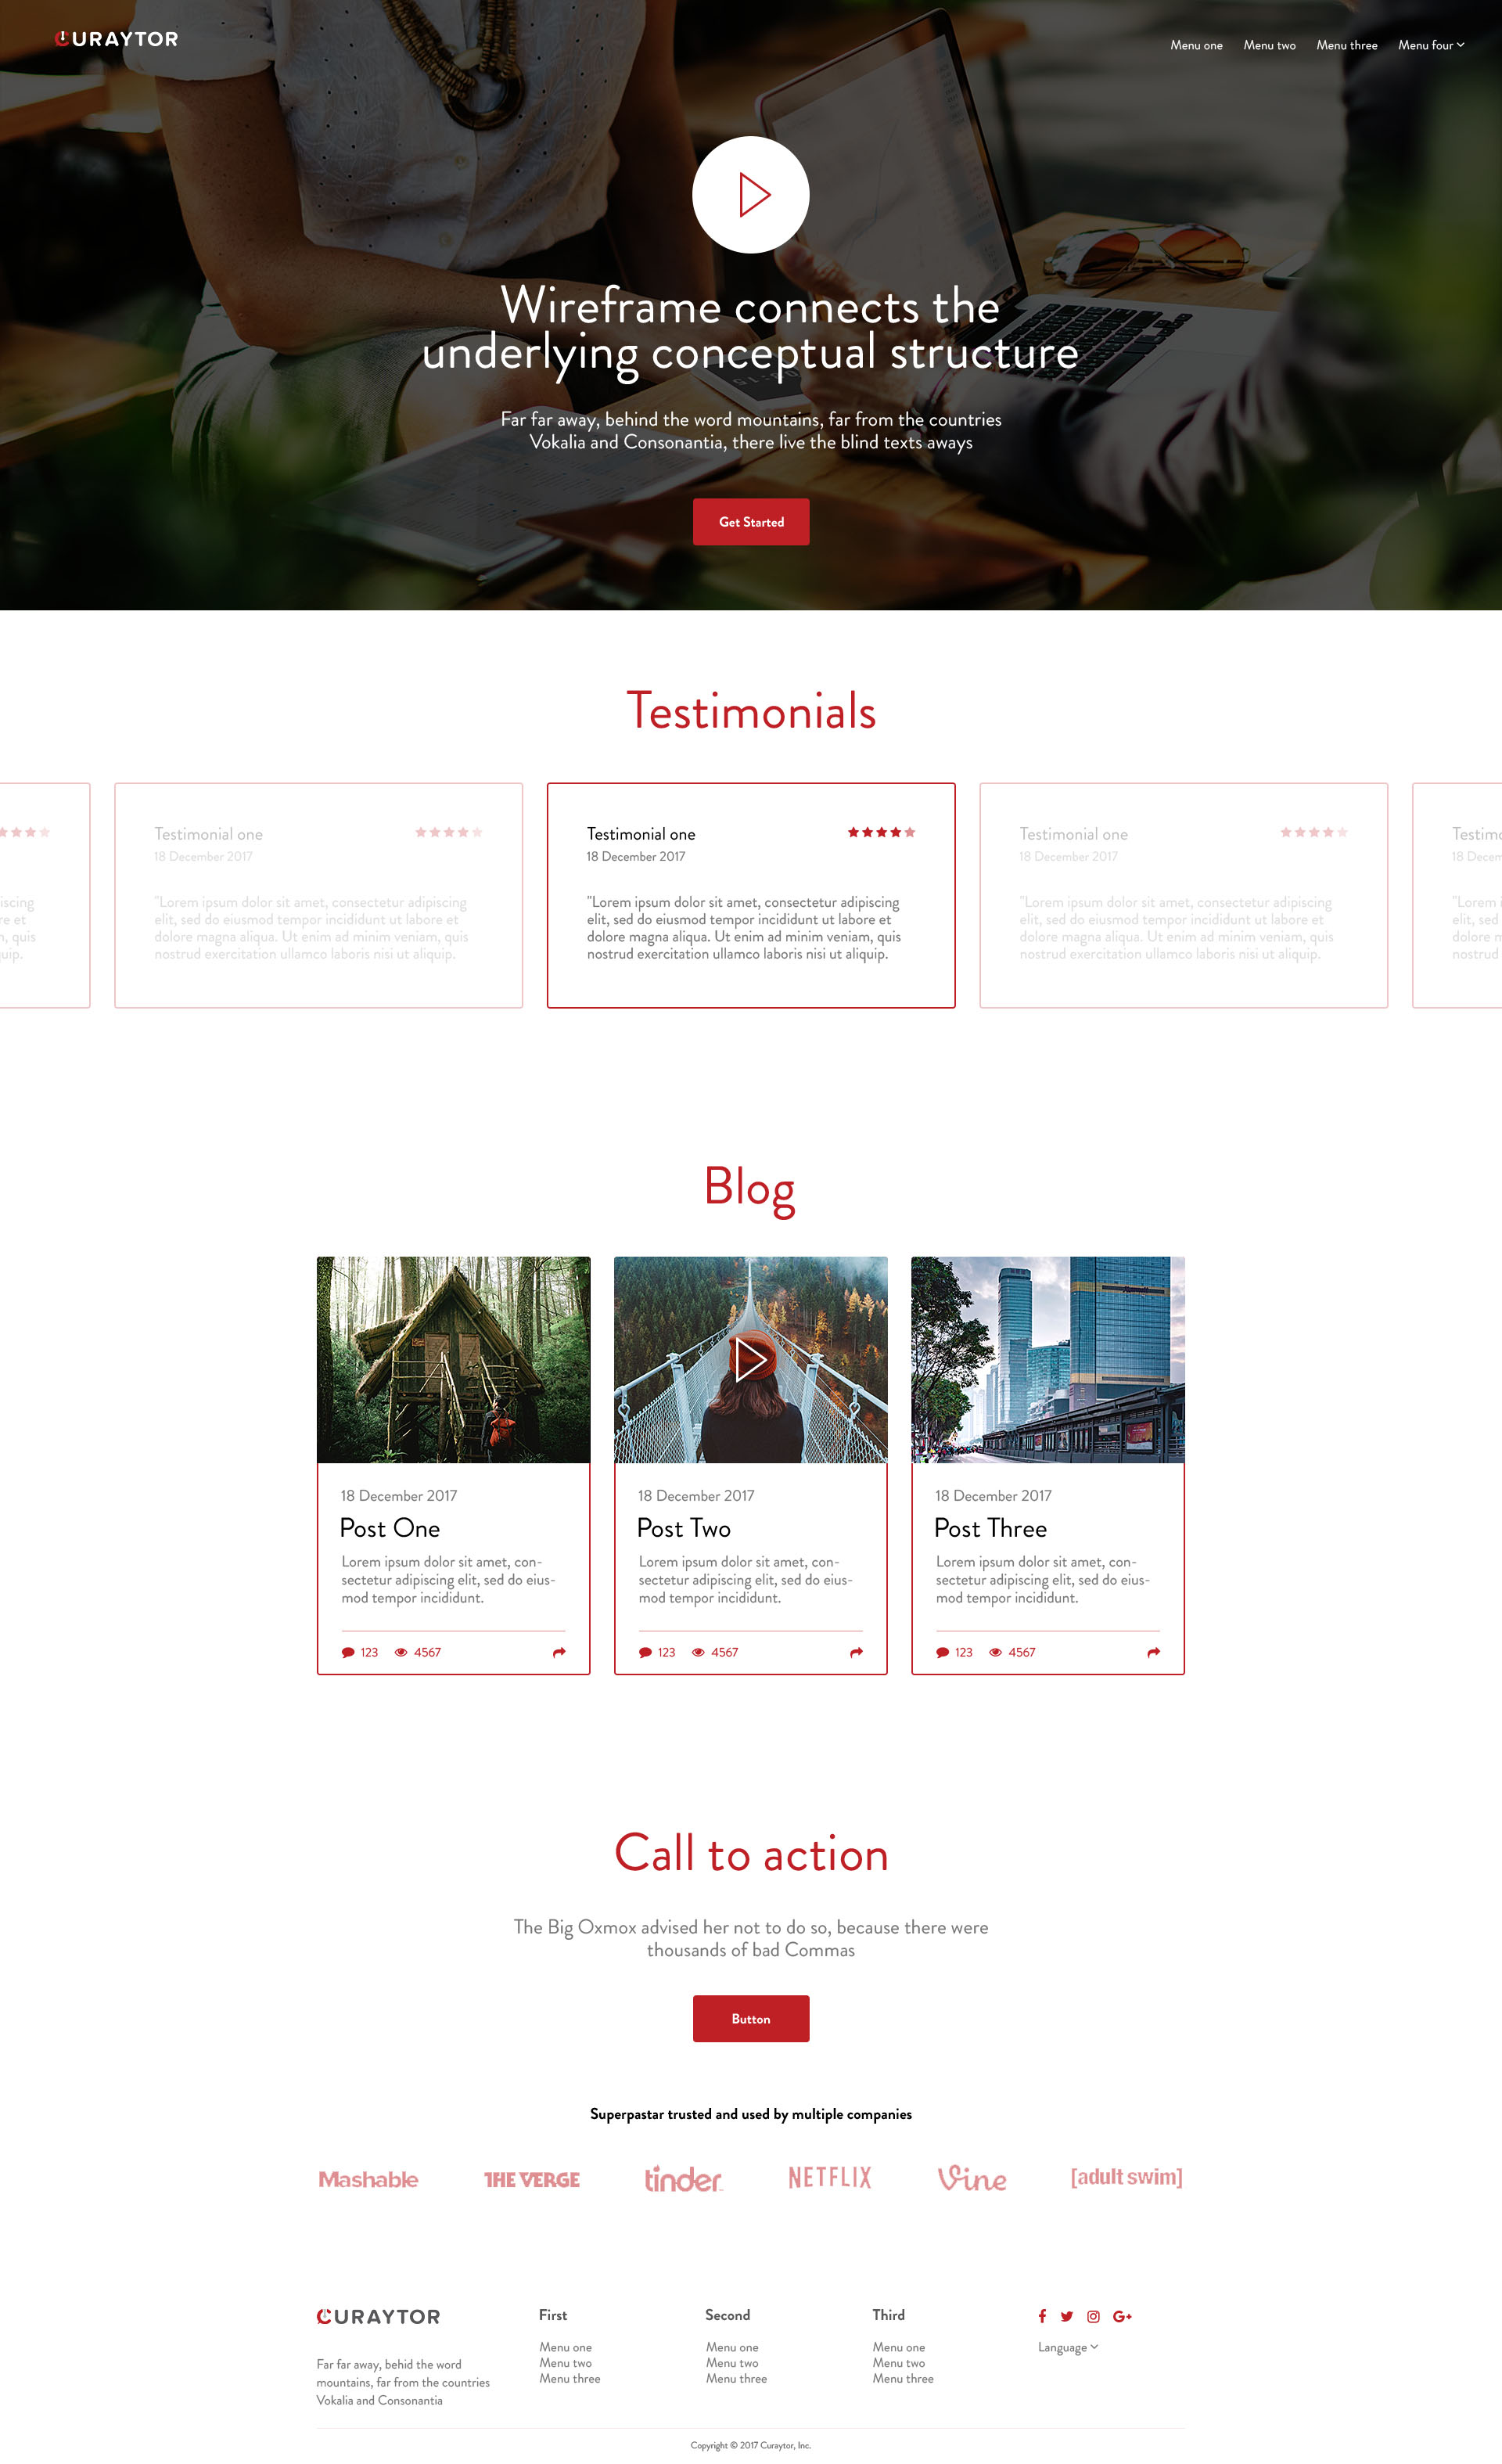 CURAYTOR
Menu one Menu two Menu three Menu four
Wireframe connects the
underlying conceptual structure
Far far away, behind the word mountains, far from the countries
Vokalia and Consonantia, there live the blind texts aways
Get Started
Testimonials
iscing
re et
n, quis
uip.
Testimonial one
18 December 2017
"Lorem ipsum dolor sit amet, consectetur adipiscing
elit, sed do eiusmod tempor incididunt ut labore et
dolore magna aliqua. Ut enim ad minim veniam, quis
nostrud exercitation ullamco laboris nisi ut aliquip.
Testimonial one
18 December 2017
"Lorem ipsum dolor sit amet, consectetur adipiscing
elit, sed do eiusmod tempor incididunt ut labore et
dolore magna aliqua. Ut enim ad minim veniam, quis
nostrud exercitation ullamco laboris nisi ut aliquip.
Testimonial one
18 December 2017
"Lorem ipsum dolor sit amet, consectetur adipiscing
elit, sed do eiusmod tempor incididunt ut labore et
dolore magna aliqua. Ut enim ad minim veniam, quis
nostrud exercitation ullamco laboris nisi ut aliquip.
Testimo
18 Decem
"Lorem i
elit, sed
dolore m
nostrud
Blog
18 December 2017
Post One
Lorem ipsum dolor sit amet, con-
sectetur adipiscing elit, sed do eius-
mod tempor incididunt.
123 4567
18 December 2017
Post Two
Lorem ipsum dolor sit amet, con-
sectetur adipiscing elit, sed do eius-
mod tempor incididunt.
123 4567
18 December 2017
Post Three
Lorem ipsum dolor sit amet, con-
sectetur adipiscing elit, sed do eius-
mod tempor incididunt.
123 4567
Call to action
The Big Oxmox advised her not to do so, because there were
thousands of bad Commas
Button
Superpastar trusted and used by multiple companies
Mashable THE VERGE tinder NETFLIX Vine [adult swim]
CURAYTOR
Far far away, behid the word
mountains, far from the countries
Vokalia and Consonantia
First
Menu one
Menu two
Menu three
Second
Menu one
Menu two
Menu three
Third
Menu one
Menu two
Menu three
Language
Copyright © 2017 Curaytor, Inc.